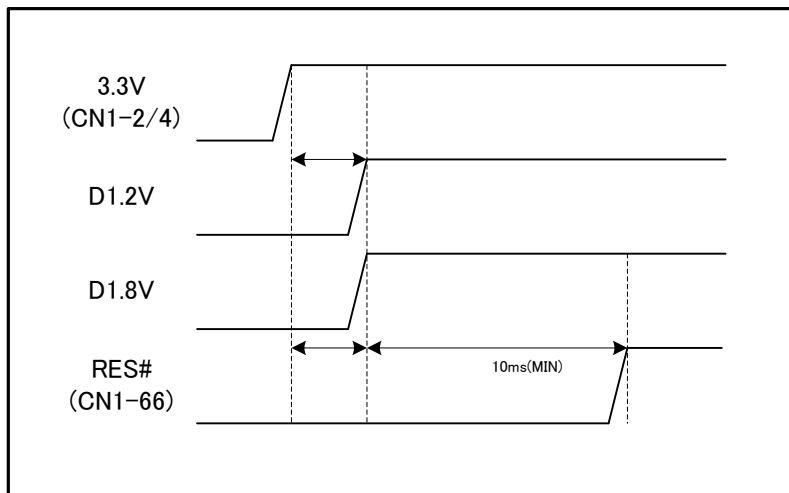 3.3V
(CN1-2/4)
D1.2V
D1.8V
RES#
(CN1-66)
10ms(MIN)